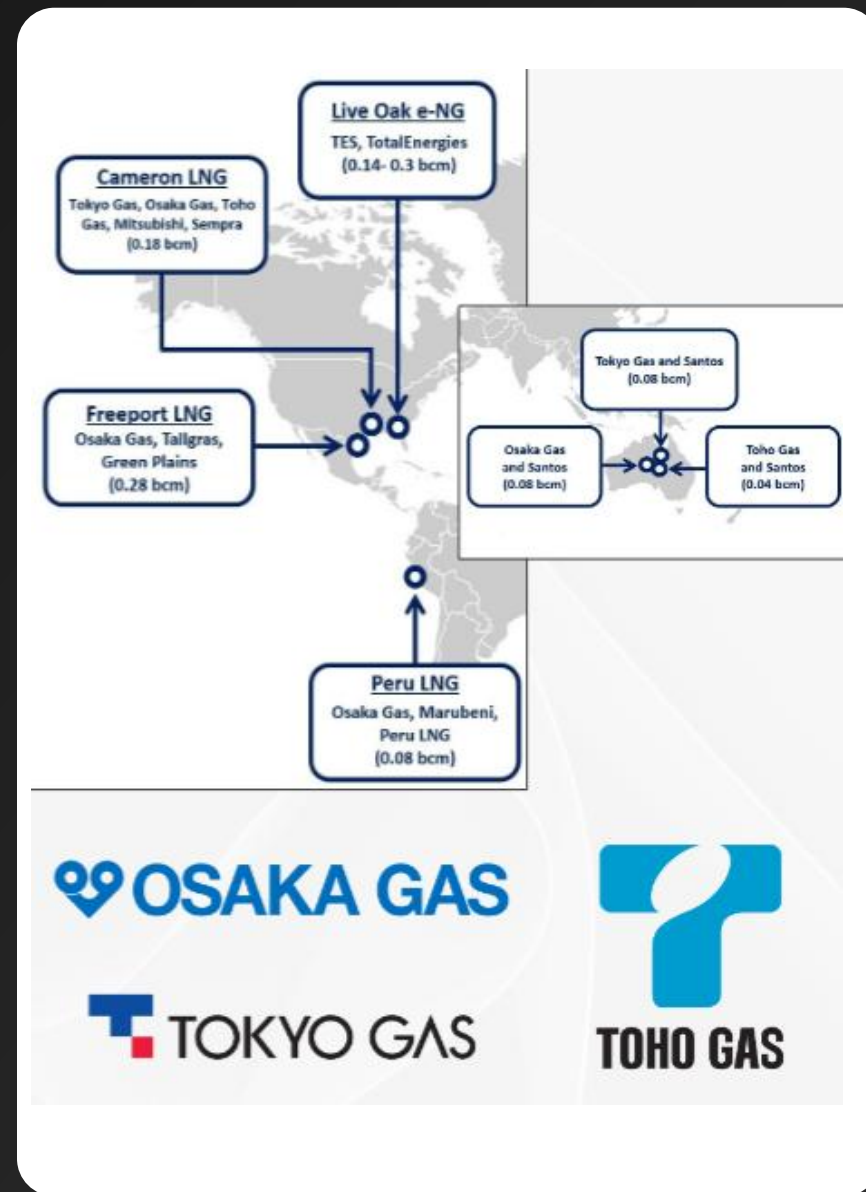 Live Oak e-NG
TES, TotalEnergies
(0.14- 0.3 bcm)
Cameron LNG
Tokyo Gas, Osaka Gas, Toho
Gas, Mitsubishi, Sempra
(0.18 bcm)
Freeport LNG
Osaka Gas, Tallgras,
Green Plains
(0.28 bcm)
Tokyo Gas and Santos
(0.08 bcm)
Osaka Gas
and Santos
(0.08 bcm)
Toho Gas
and Santos
(0.04 bcm)
Peru LNG
Osaka Gas, Marubeni,
Peru LNG
(0.08 bcm)
OSAKA GAS
TOKYO GAS
TOHO GAS